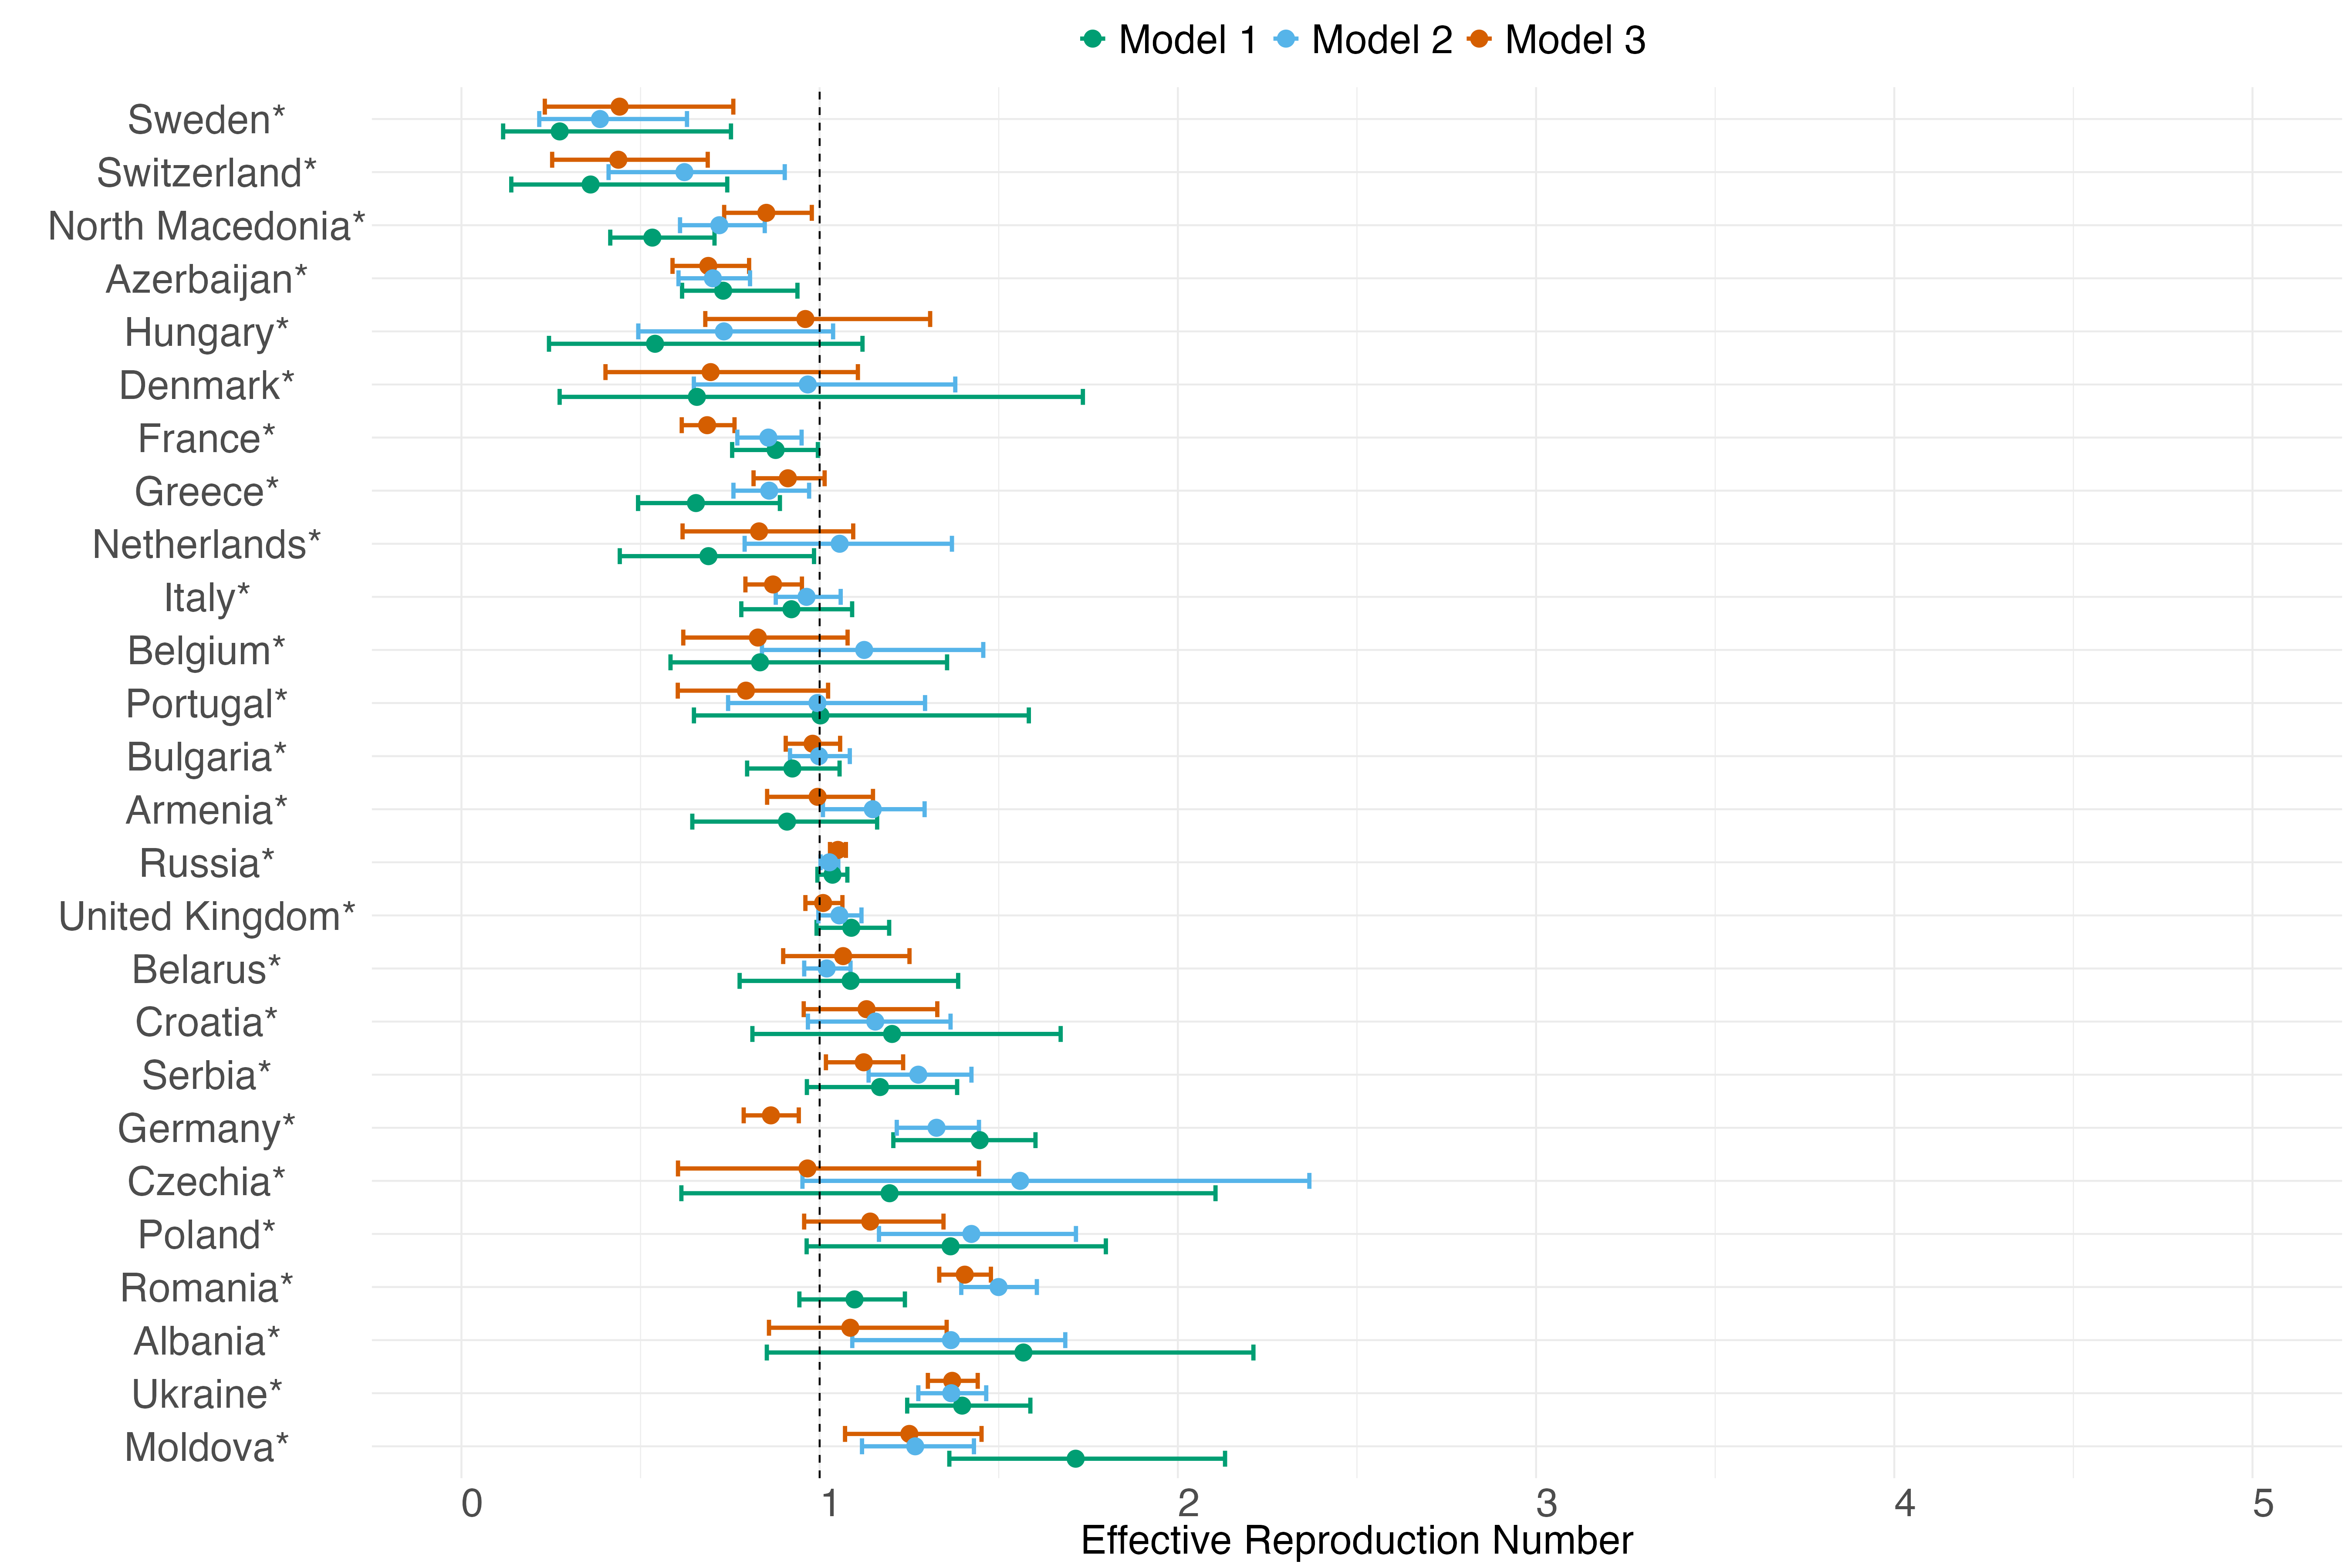 Model 1 Model 2 Model 3
Sweden*
Switzerland*
North Macedonia*
Azerbaijan*
Hungary*
Denmark*
France*
Greece*
Netherlands*
Italy*
Belgium*
Portugal*
Bulgaria*
Armenia*
Russia*
United Kingdom*
Belarus*
Croatia*
Serbia*
Germany*
Czechia*
Poland*
Romania*
Albania*
Ukraine*
Moldova*
0 1 2 3 4 5
Effective Reproduction Number